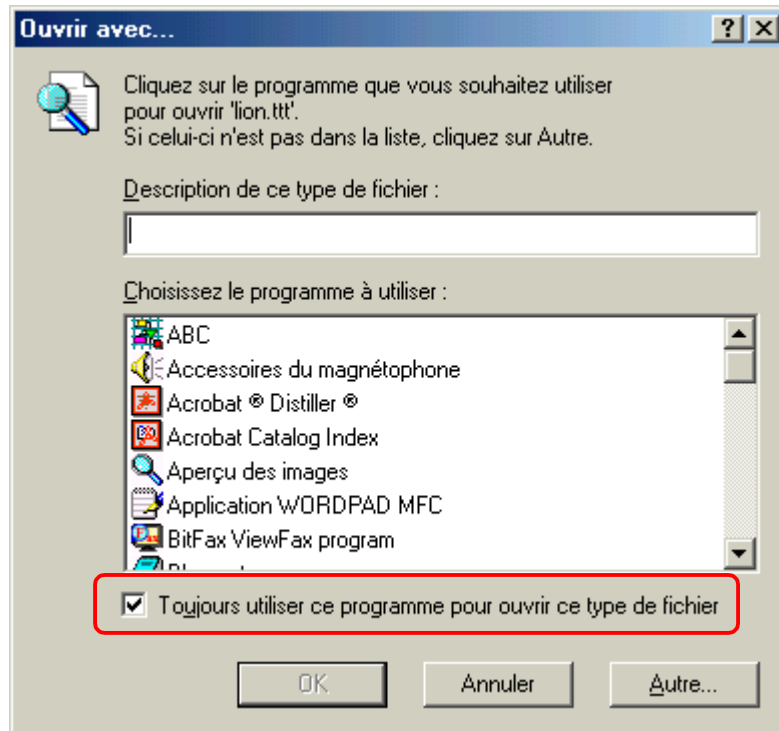 Ouvrir avec...
Cliquez sur le programme que vous souhaitez utiliser
pour ouvrir 'lion.ttt'.
Si celui-ci n'est pas dans la liste, cliquez sur Autre.
Description de ce type de fichier :
Choisissez le programme à utiliser :
ABC
Accessoires du magnétophone
Acrobat ® Distiller ®
Acrobat Catalog Index
Aperçu des images
Application WORDPAD MFC
BitFax ViewFax program
Toujours utiliser ce programme pour ouvrir ce type de fichier
OK
Annuler
Autre...